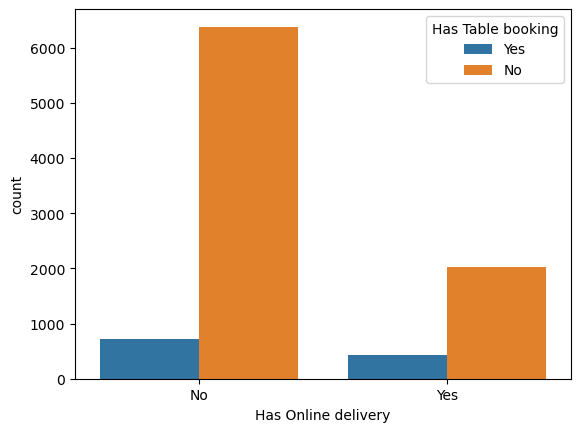 Has Table booking
Yes
No
6000
5000
4000
3000
2000
1000
0
count
No
Yes
Has Online delivery